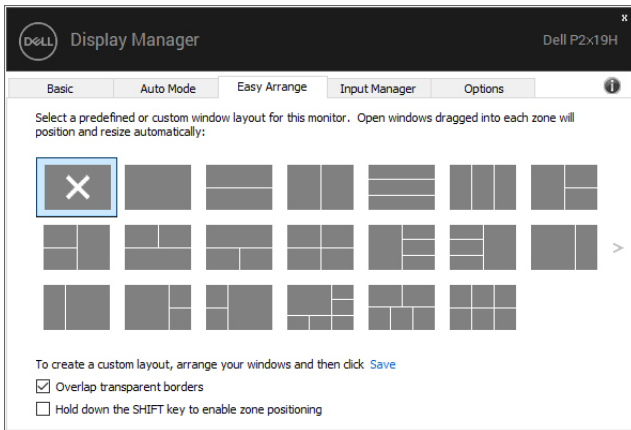 x
DELL Display Manager Dell P2x19H
Basic Auto Mode Easy Arrange Input Manager Options
Select a predefined or custom window layout for this monitor. Open windows dragged into each zone will
position and resize automatically:
To create a custom layout, arrange your windows and then click Save
Overlap transparent borders
Hold down the SHIFT key to enable zone positioning